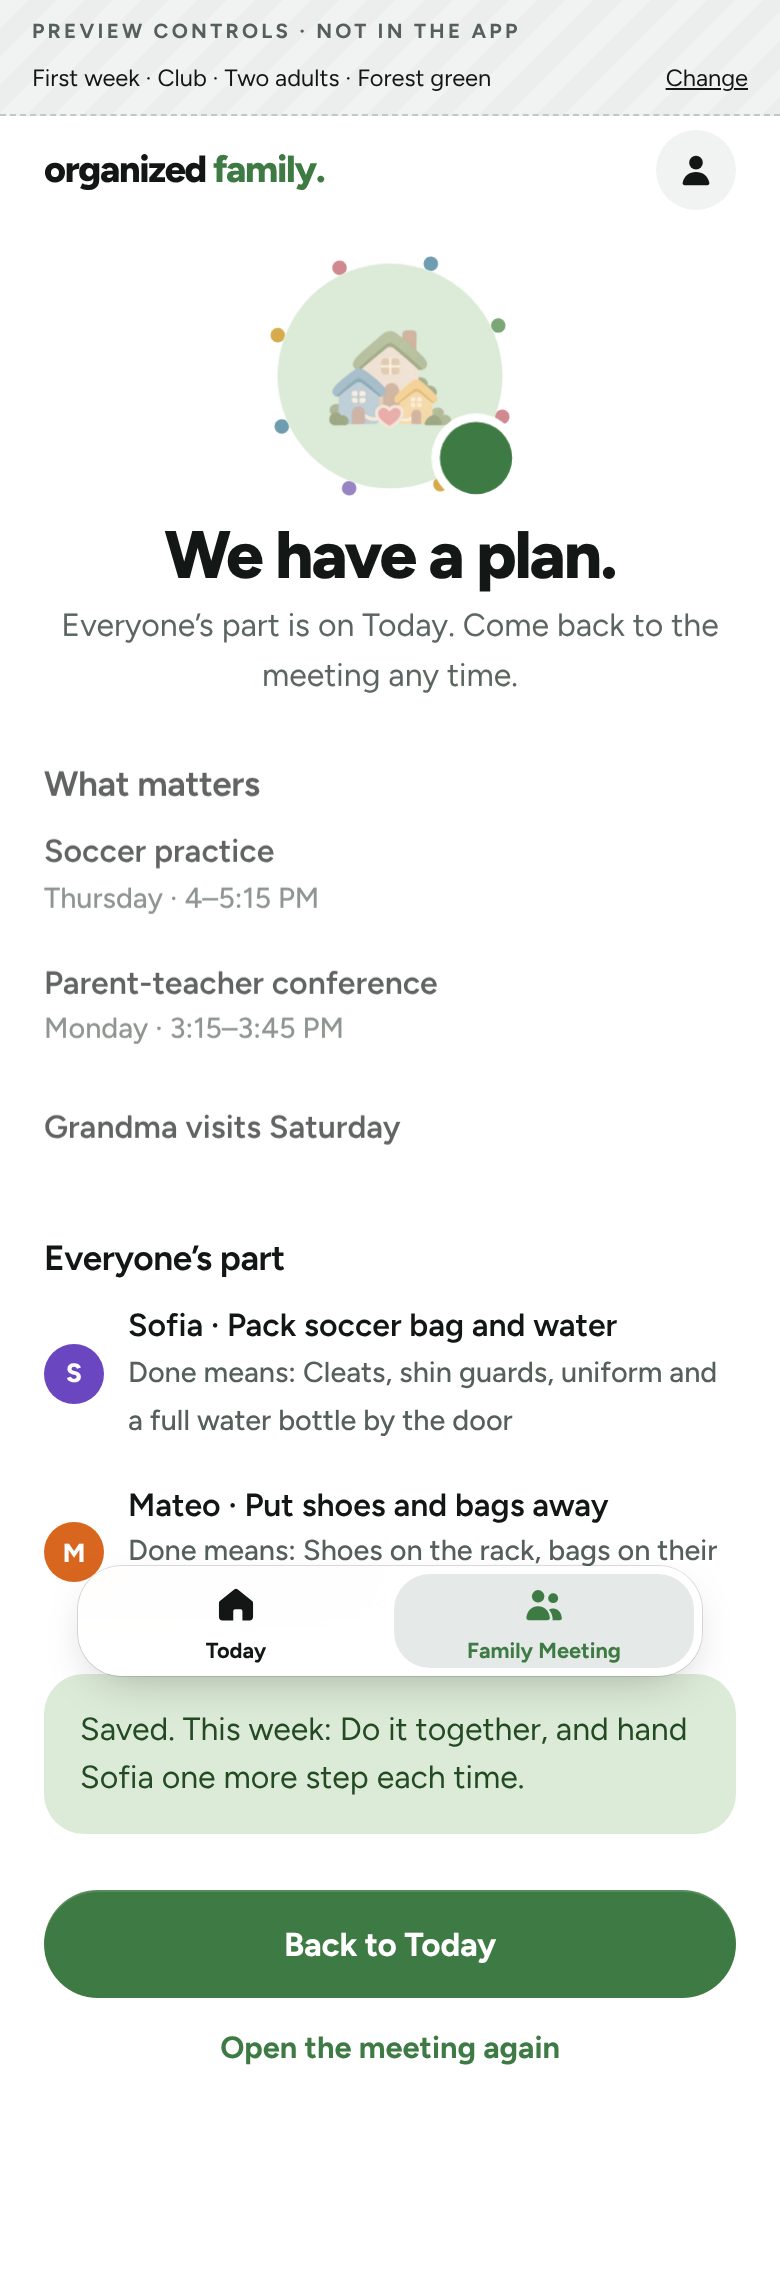 PREVIEW CONTROLS · NOT IN THE APP
First week · Club · Two adults · Forest green
Change
organized family.
We have a plan.
Everyone’s part is on Today. Come back to the
meeting any time.
What matters
Soccer practice
Thursday · 4–5:15 PM
Parent-teacher conference
Monday · 3:15–3:45 PM
Grandma visits Saturday
Everyone’s part
Sofia · Pack soccer bag and water
S
Done means: Cleats, shin guards, uniform and
a full water bottle by the door
Mateo · Put shoes and bags away
M
Done means: Shoes on the rack, bags on their
Today
Family Meeting
Saved. This week: Do it together, and hand
Sofia one more step each time.
Back to Today
Open the meeting again